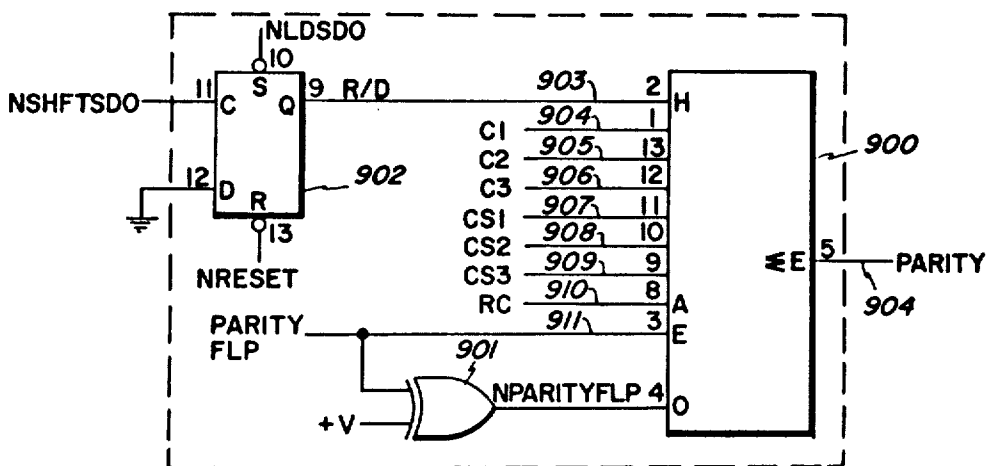 NLDSDO
10
S
NSHFTSDO 11 C Q 9 R/D 903 2 H
C1 904 1
C2 905 13
12 D 902 C3 906 12
900
R
13
CS1 907 11
CS2 908 10
NRESET
CS3 909 9
ΣE 5 PARITY
904
RC 910 8 A
PARITY
FLP
911 3 E
901
NPARITYFLP 4 O
+V